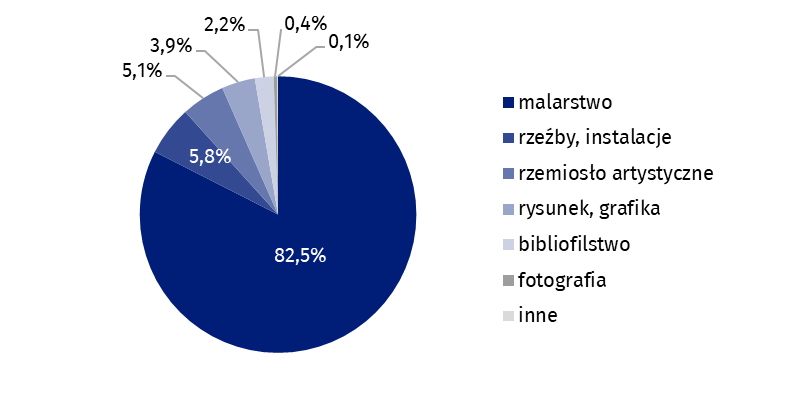 2,2%
0,4%
3,9%
0,1%
5,1%
5,8%
82,5%
malarstwo
rzeźby, instalacje
rzemiosło artystyczne
rysunek, grafika
bibliofilstwo
fotografia
inne